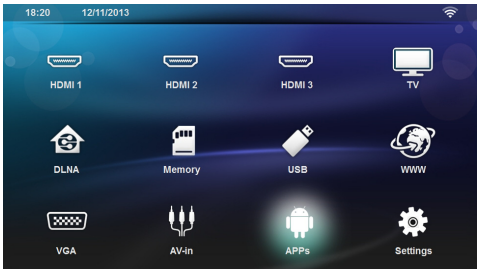 18:20 12/11/2013
HDMI 1 HDMI 2 HDMI 3 TV
DLNA Memory USB WWW
VGA AV-in APPs Settings